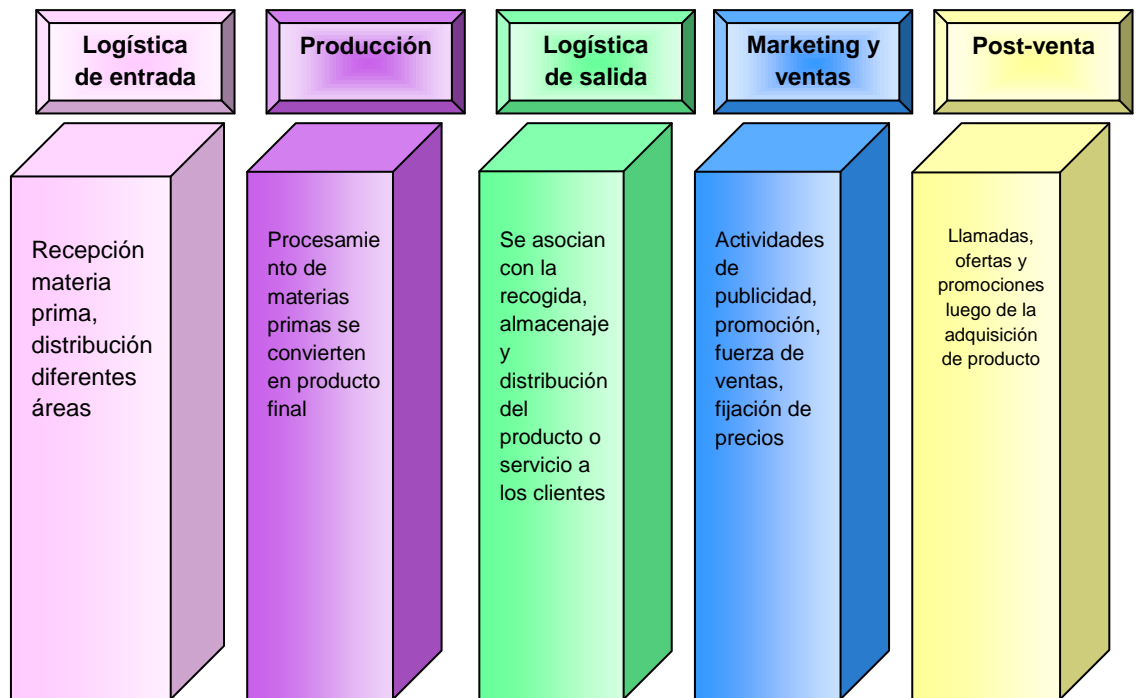 Logística
de entrada
Producción
Logística
de salida
Marketing y
ventas
Post-venta
Recepción
materia
prima,
distribución
diferentes
áreas
Procesamie
nto de
materias
primas se
convierten
en producto
final
Se asocian
con la
recogida,
almacenaje
y
distribución
del
producto o
servicio a
los clientes
Actividades
de
publicidad,
promoción,
fuerza de
ventas,
fijación de
precios
Llamadas,
ofertas y
promociones
luego de la
adquisición
de producto